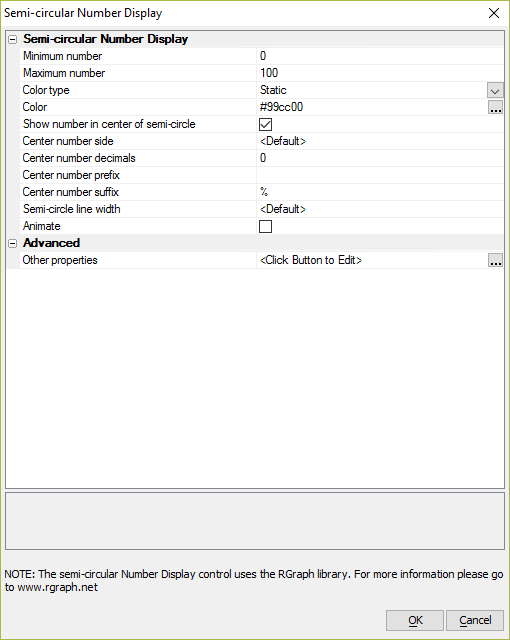 Semi-circular Number Display
Semi-circular Number Display
Minimum number 0
Maximum number 100
Color type Static
Color #99cc00 ...
Show number in center of semi-circle
Center number side <Default>
Center number decimals 0
Center number prefix
Center number suffix %
Semi-circle line width <Default>
Animate
Advanced
Other properties <Click Button to Edit> ...
NOTE: The semi-circular Number Display control uses the RGraph library. For more information please go
to www.rgraph.net
OK Cancel